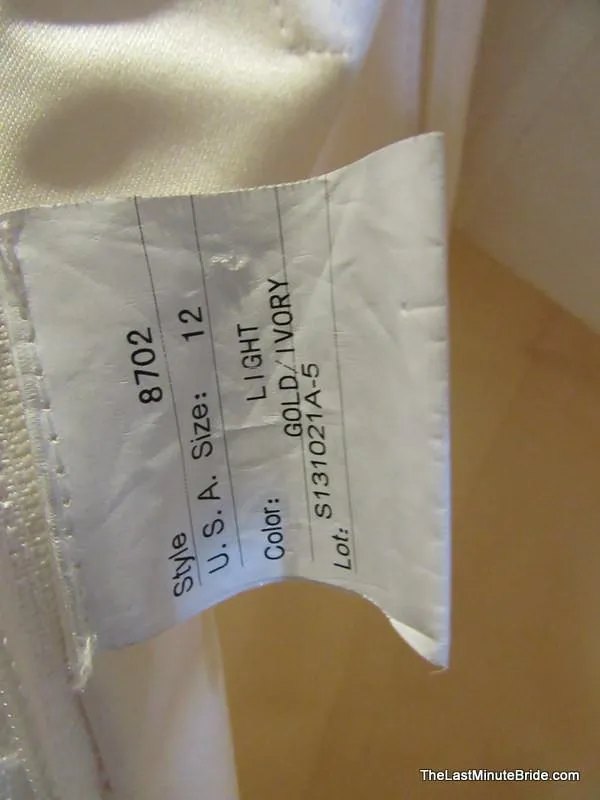 Style 8702
U. S. A. Size: 12
Color: LIGHT
GOLD/IVORY
Lot: S131021A-5
TheLastMinuteBride.com